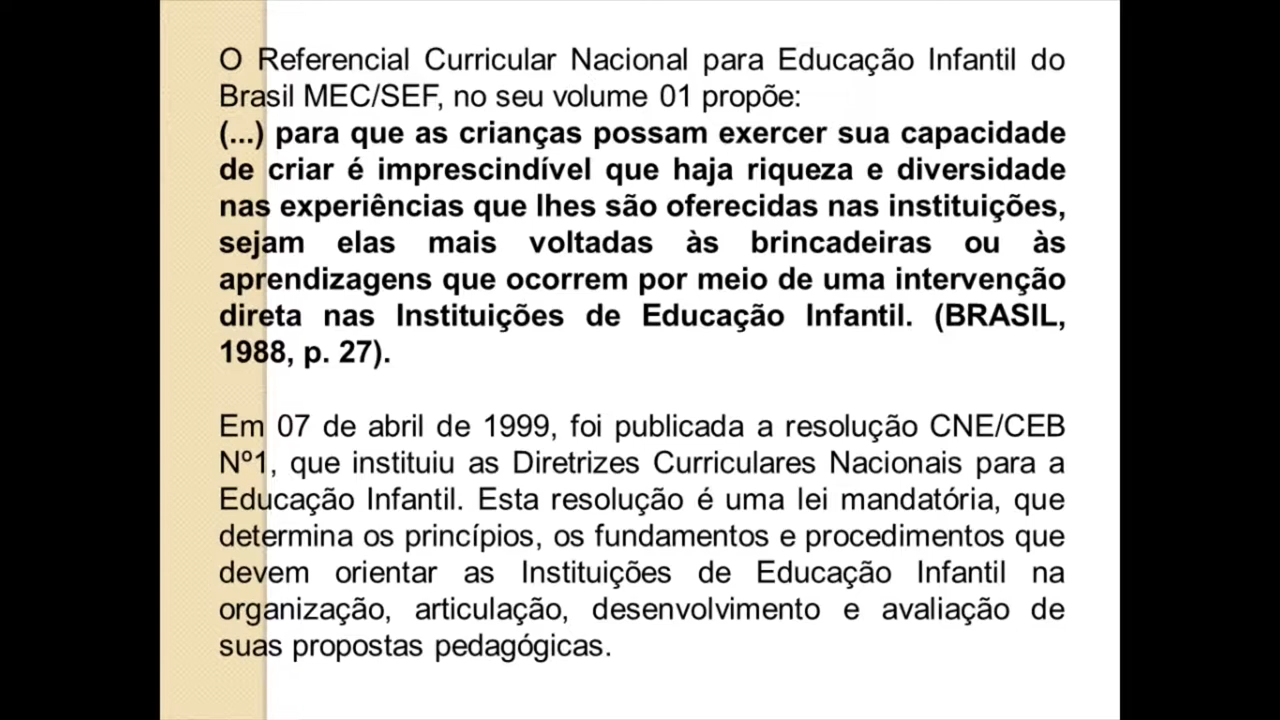 O Referencial Curricular Nacional para Educação Infantil do
Brasil MEC/SEF, no seu volume 01 propõe:
(...) para que as crianças possam exercer sua capacidade
de criar é imprescindível que haja riqueza e diversidade
nas experiências que lhes são oferecidas nas instituições,
sejam elas mais voltadas às brincadeiras ou às
aprendizagens que ocorrem por meio de uma intervenção
direta nas Instituições de Educação Infantil. (BRASIL,
1988, p. 27).
Em 07 de abril de 1999, foi publicada a resolução CNE/CEB
Nº1, que instituiu as Diretrizes Curriculares Nacionais para a
Educação Infantil. Esta resolução é uma lei mandatória, que
determina os princípios, os fundamentos e procedimentos que
devem orientar as Instituições de Educação Infantil na
organização, articulação, desenvolvimento e avaliação de
suas propostas pedagógicas.